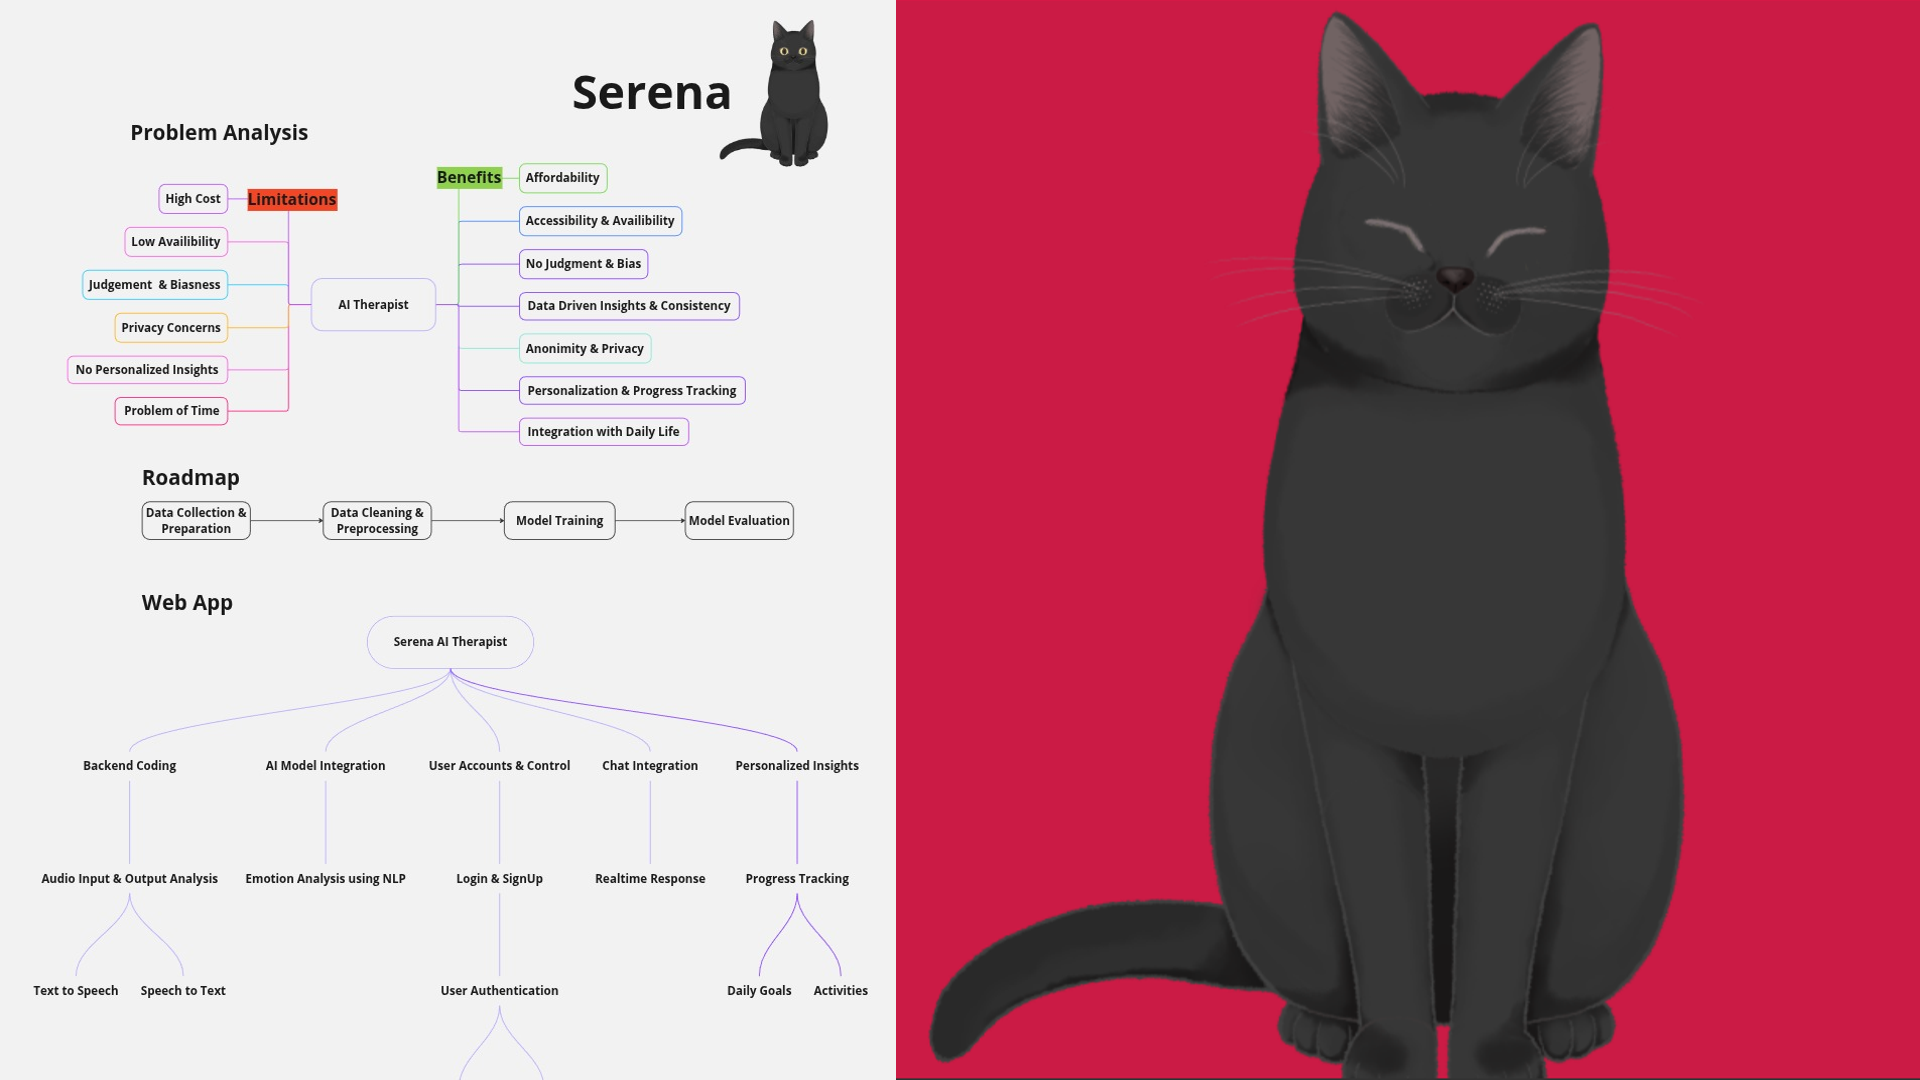 Serena
Problem Analysis
Limitations
High Cost
Low Availibility
Judgement & Biasness
Privacy Concerns
No Personalized Insights
Problem of Time
AI Therapist
Benefits
Affordability
Accessibility & Availibility
No Judgment & Bias
Data Driven Insights & Consistency
Anonimity & Privacy
Personalization & Progress Tracking
Integration with Daily Life
Roadmap
Data Collection &
Preparation
Data Cleaning &
Preprocessing
Model Training
Model Evaluation
Web App
Serena AI Therapist
Backend Coding
AI Model Integration
User Accounts & Control
Chat Integration
Personalized Insights
Audio Input & Output Analysis
Emotion Analysis using NLP
Login & SignUp
Realtime Response
Progress Tracking
Text to Speech
Speech to Text
User Authentication
Daily Goals
Activities